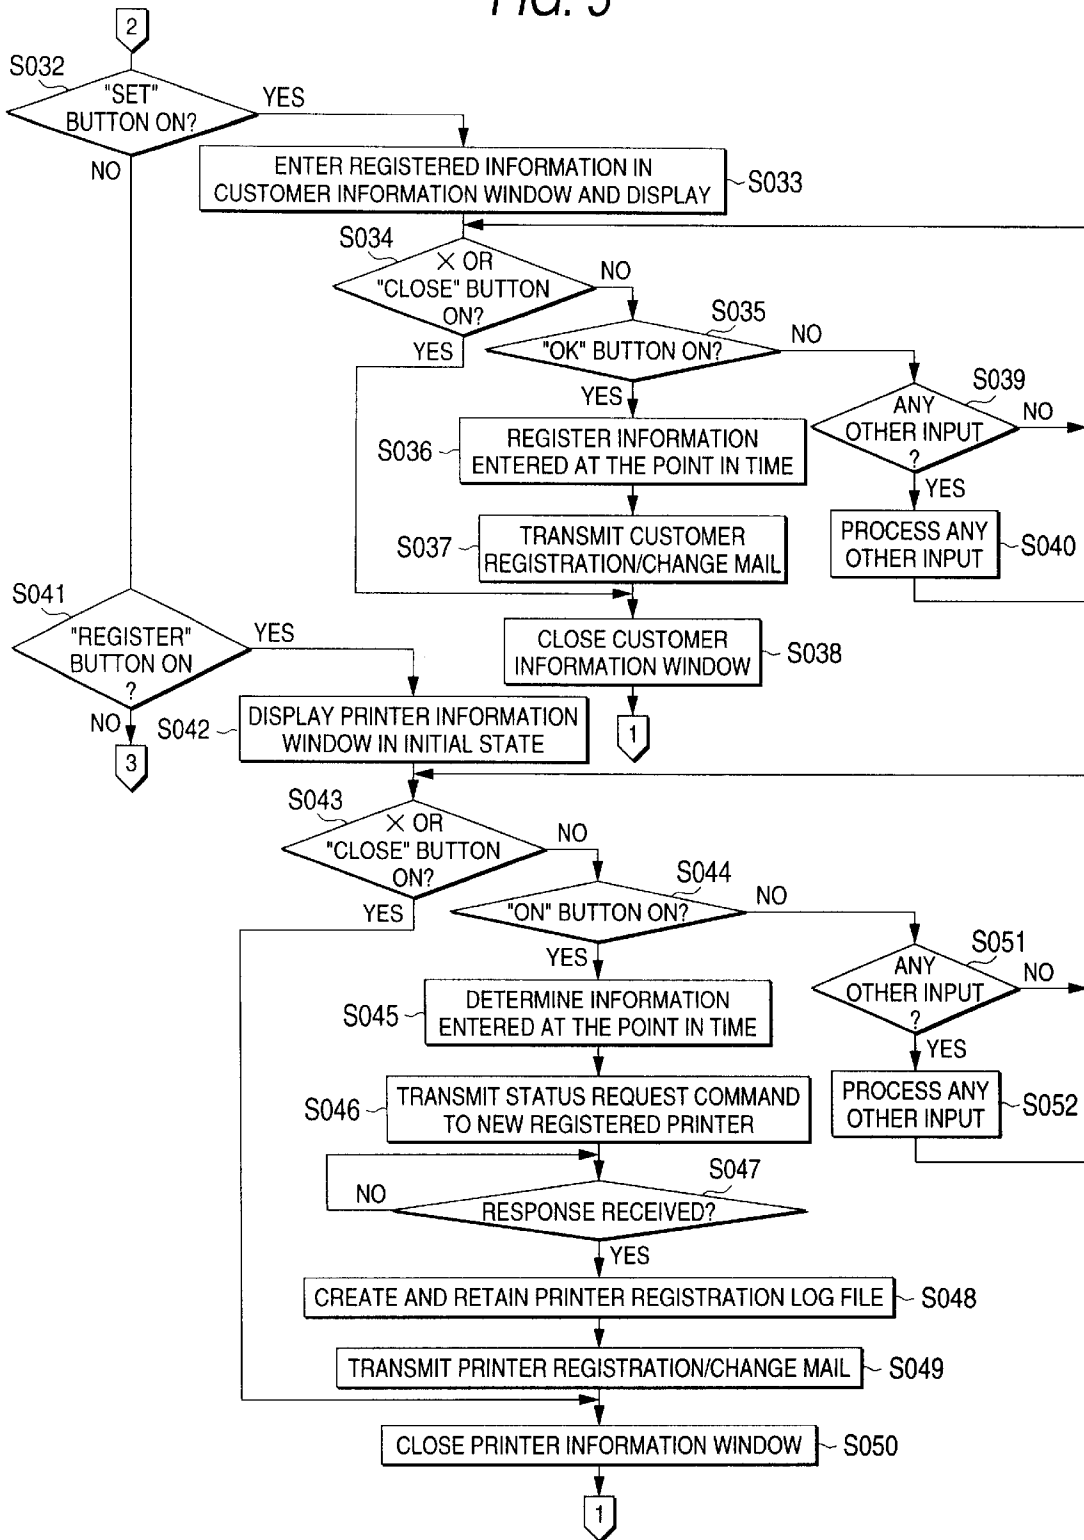 FIG. 5
2
S032
"SET"
BUTTON ON?
YES
NO
ENTER REGISTERED INFORMATION IN
CUSTOMER INFORMATION WINDOW AND DISPLAY
S033
S034
X OR
"CLOSE" BUTTON
ON?
NO
YES
S035
"OK" BUTTON ON?
NO
YES
S039
ANY
OTHER INPUT
?
NO
YES
S036
REGISTER INFORMATION
ENTERED AT THE POINT IN TIME
PROCESS ANY
OTHER INPUT
S040
S037
TRANSMIT CUSTOMER
REGISTRATION/CHANGE MAIL
S041
"REGISTER"
BUTTON ON
?
YES
NO
3
CLOSE CUSTOMER
INFORMATION WINDOW
S038
1
S042
DISPLAY PRINTER INFORMATION
WINDOW IN INITIAL STATE
S043
X OR
"CLOSE" BUTTON
ON?
NO
YES
S044
"ON" BUTTON ON?
NO
YES
S051
ANY
OTHER INPUT
?
NO
YES
S045
DETERMINE INFORMATION
ENTERED AT THE POINT IN TIME
S046
TRANSMIT STATUS REQUEST COMMAND
TO NEW REGISTERED PRINTER
PROCESS ANY
OTHER INPUT
S052
S047
NO
RESPONSE RECEIVED?
YES
CREATE AND RETAIN PRINTER REGISTRATION LOG FILE
S048
TRANSMIT PRINTER REGISTRATION/CHANGE MAIL
S049
CLOSE PRINTER INFORMATION WINDOW
S050
1